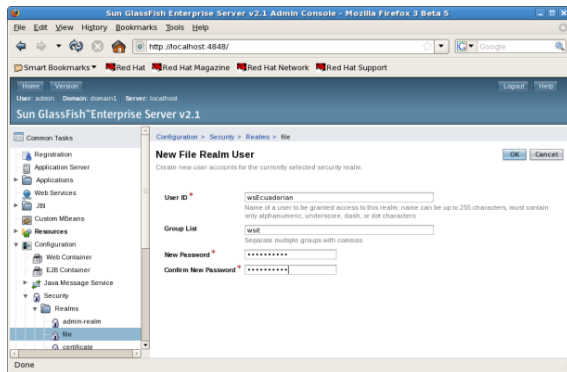 Sun GlassFish Enterprise Server v2.1 Admin Console - Mozilla Firefox 3 Beta 5
File Edit View History Bookmarks Tools Help
http://localhost:4848/
Google
Smart Bookmarks Red Hat Red Hat Magazine Red Hat Network Red Hat Support
Home Version Logout Help
User: admin Domain: domain1 Server: localhost
Sun GlassFish™ Enterprise Server v2.1
Common Tasks
Registration
Application Server
Applications
Web Services
JBI
Custom MBeans
Resources
Configuration
Web Container
EJB Container
Java Message Service
Security
Realms
admin-realm
file
certificate
Configuration > Security > Realms > file
New File Realm User
OK Cancel
Create new user accounts for the currently selected security realm.
User ID * wsEcuadorian
Name of a user to be granted access to this realm; name can be up to 255 characters, must contain
only alphanumeric, underscore, dash, or dot characters
Group List wsit
Separate multiple groups with commas
New Password * ••••••••••
Confirm New Password * ••••••••••
Done